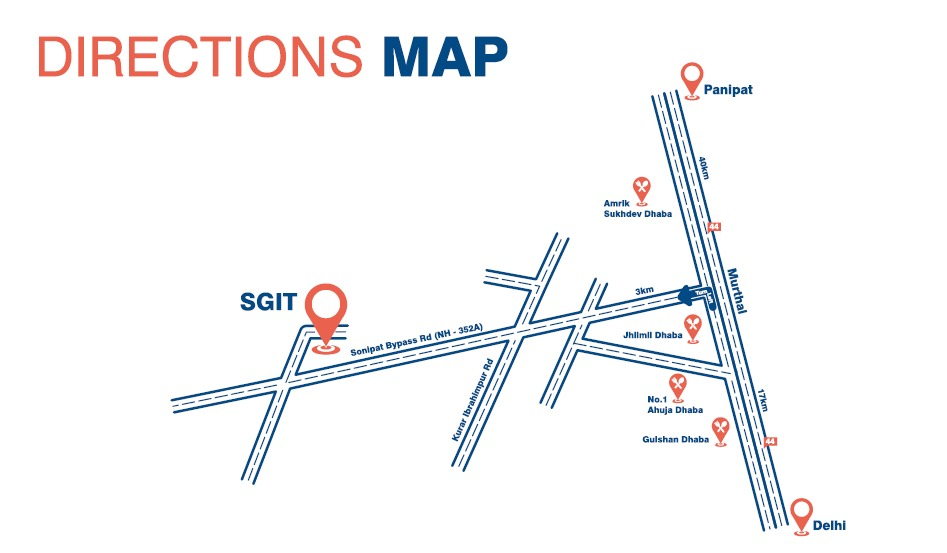 DIRECTIONS MAP
Panipat
40km
Amrik
Sukhdev Dhaba
44
Murthal
SGIT
3km
Jhilmil Dhaba
Sonipat Bypass Rd (NH - 352A)
Kurar Ibrahimpur Rd
No.1
Ahuja Dhaba
17km
Gulshan Dhaba
44
Delhi